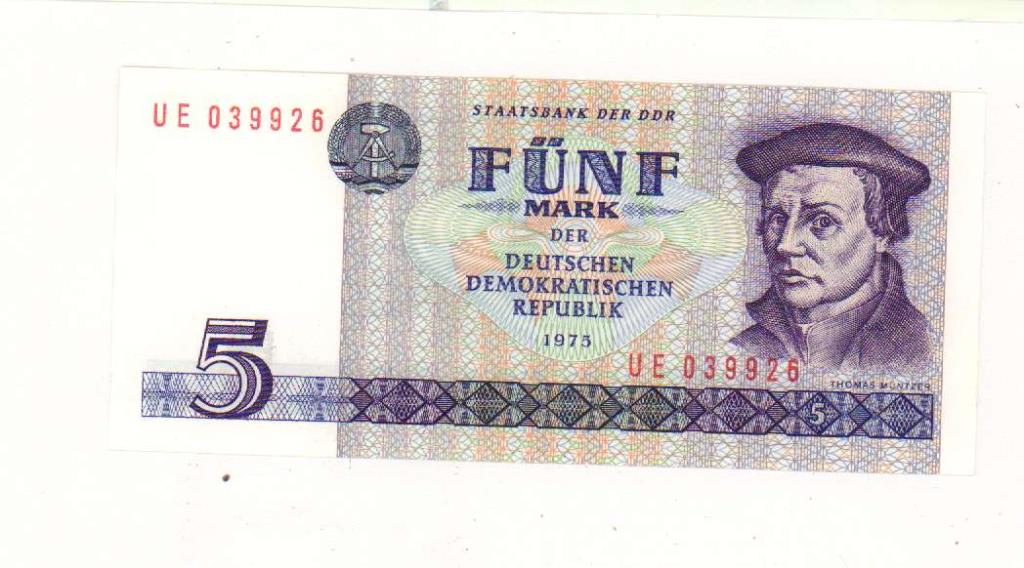 UE 039926
STAATSBANK DER DDR
FÜNF
MARK
DER
DEUTSCHEN
DEMOKRATISCHEN
REPUBLIK
1975
UE 039926
THOMAS MÜNTZER
5
5